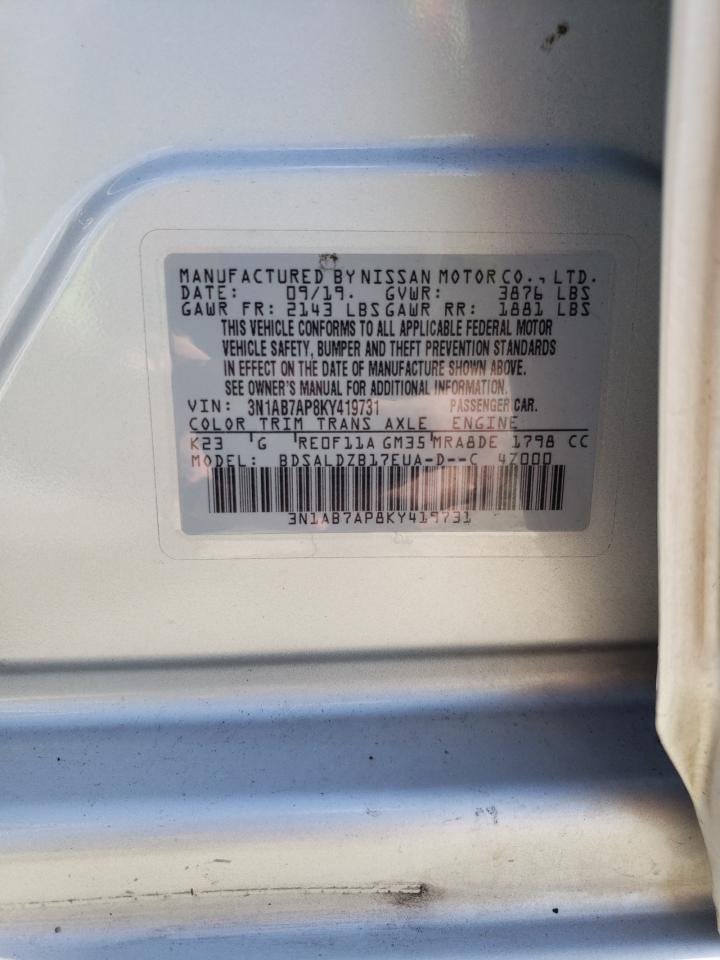 MANUFACTURED BY NISSAN MOTOR CO., LTD.
DATE: 09/19. GVWR: 3876 LBS
GAWR FR: 2143 LBS GAWR RR: 1881 LBS
THIS VEHICLE CONFORMS TO ALL APPLICABLE FEDERAL MOTOR
VEHICLE SAFETY, BUMPER AND THEFT PREVENTION STANDARDS
IN EFFECT ON THE DATE OF MANUFACTURE SHOWN ABOVE.
SEE OWNER'S MANUAL FOR ADDITIONAL INFORMATION.
VIN: 3N1AB7AP8KY419731 PASSENGER CAR.
COLOR TRIM TRANS AXLE ENGINE
K23 G RE0F11A GM35 MRA8DE 1798 CC
MODEL: BDSALDZB17EUA-D--C 4Z000
3N1AB7AP8KY419731